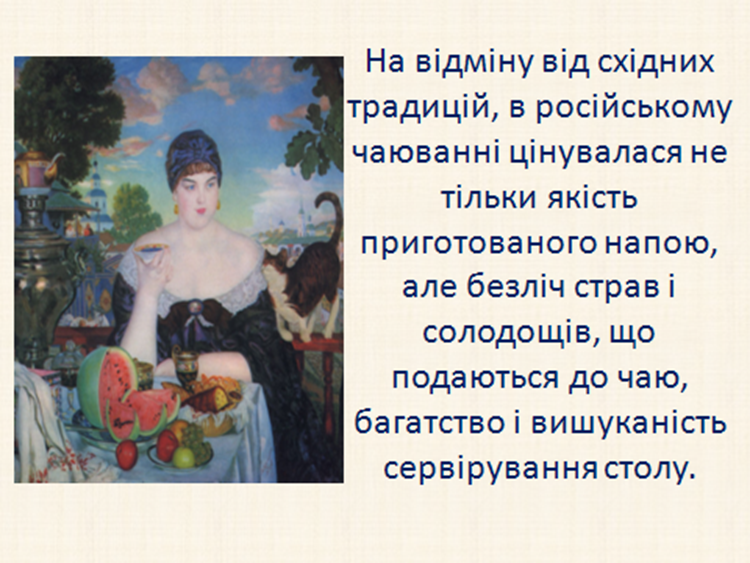 На відміну від східних
традицій, в російському
чаюванні цінувалася не
тільки якість
приготованого напою,
але безліч страв і
солодощів, що
подаються до чаю,
багатство і вишуканість
сервірування столу.